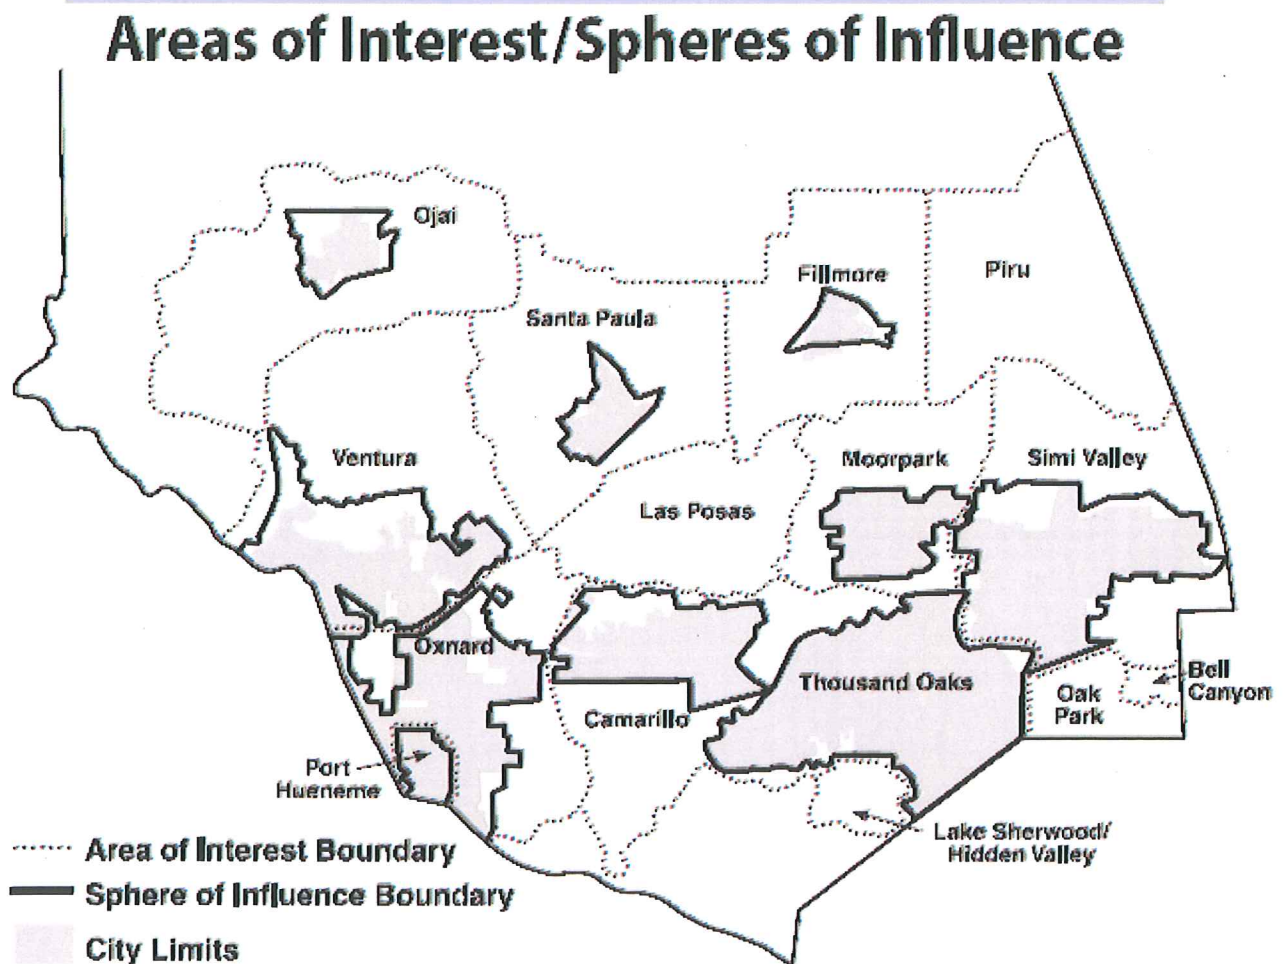 Areas of Interest/Spheres of Influence
Ojai
Fillmore
Piru
Santa Paula
Ventura
Moorpark
Simi Valley
Las Posas
Oxnard
Thousand Oaks
Bell
Canyon
Oak
Park
Camarillo
Port
Hueneme
Lake Sherwood/
Hidden Valley
Area of Interest Boundary
Sphere of Influence Boundary
City Limits